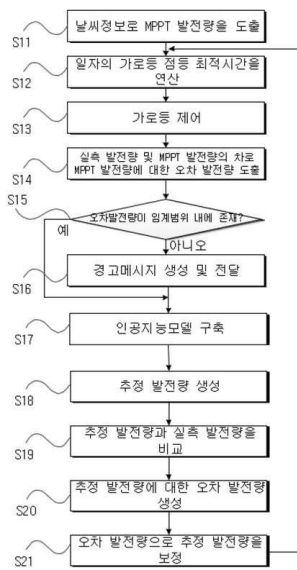 S11
날씨정보로 MPPT 발전량을 도출
S12
일자의 가로등 점등 최적시간을
연산
S13
가로등 제어
S14
실측 발전량 및 MPPT 발전량의 차로
MPPT 발전량에 대한 오차 발전량 도출
S15
오차발전량이 임계범위 내에 존재?
예
아니오
S16
경고메시지 생성 및 전달
S17
인공지능모델 구축
S18
추정 발전량 생성
S19
추정 발전량과 실측 발전량을
비교
S20
추정 발전량에 대한 오차 발전량
생성
S21
오차 발전량으로 추정 발전량을
보정